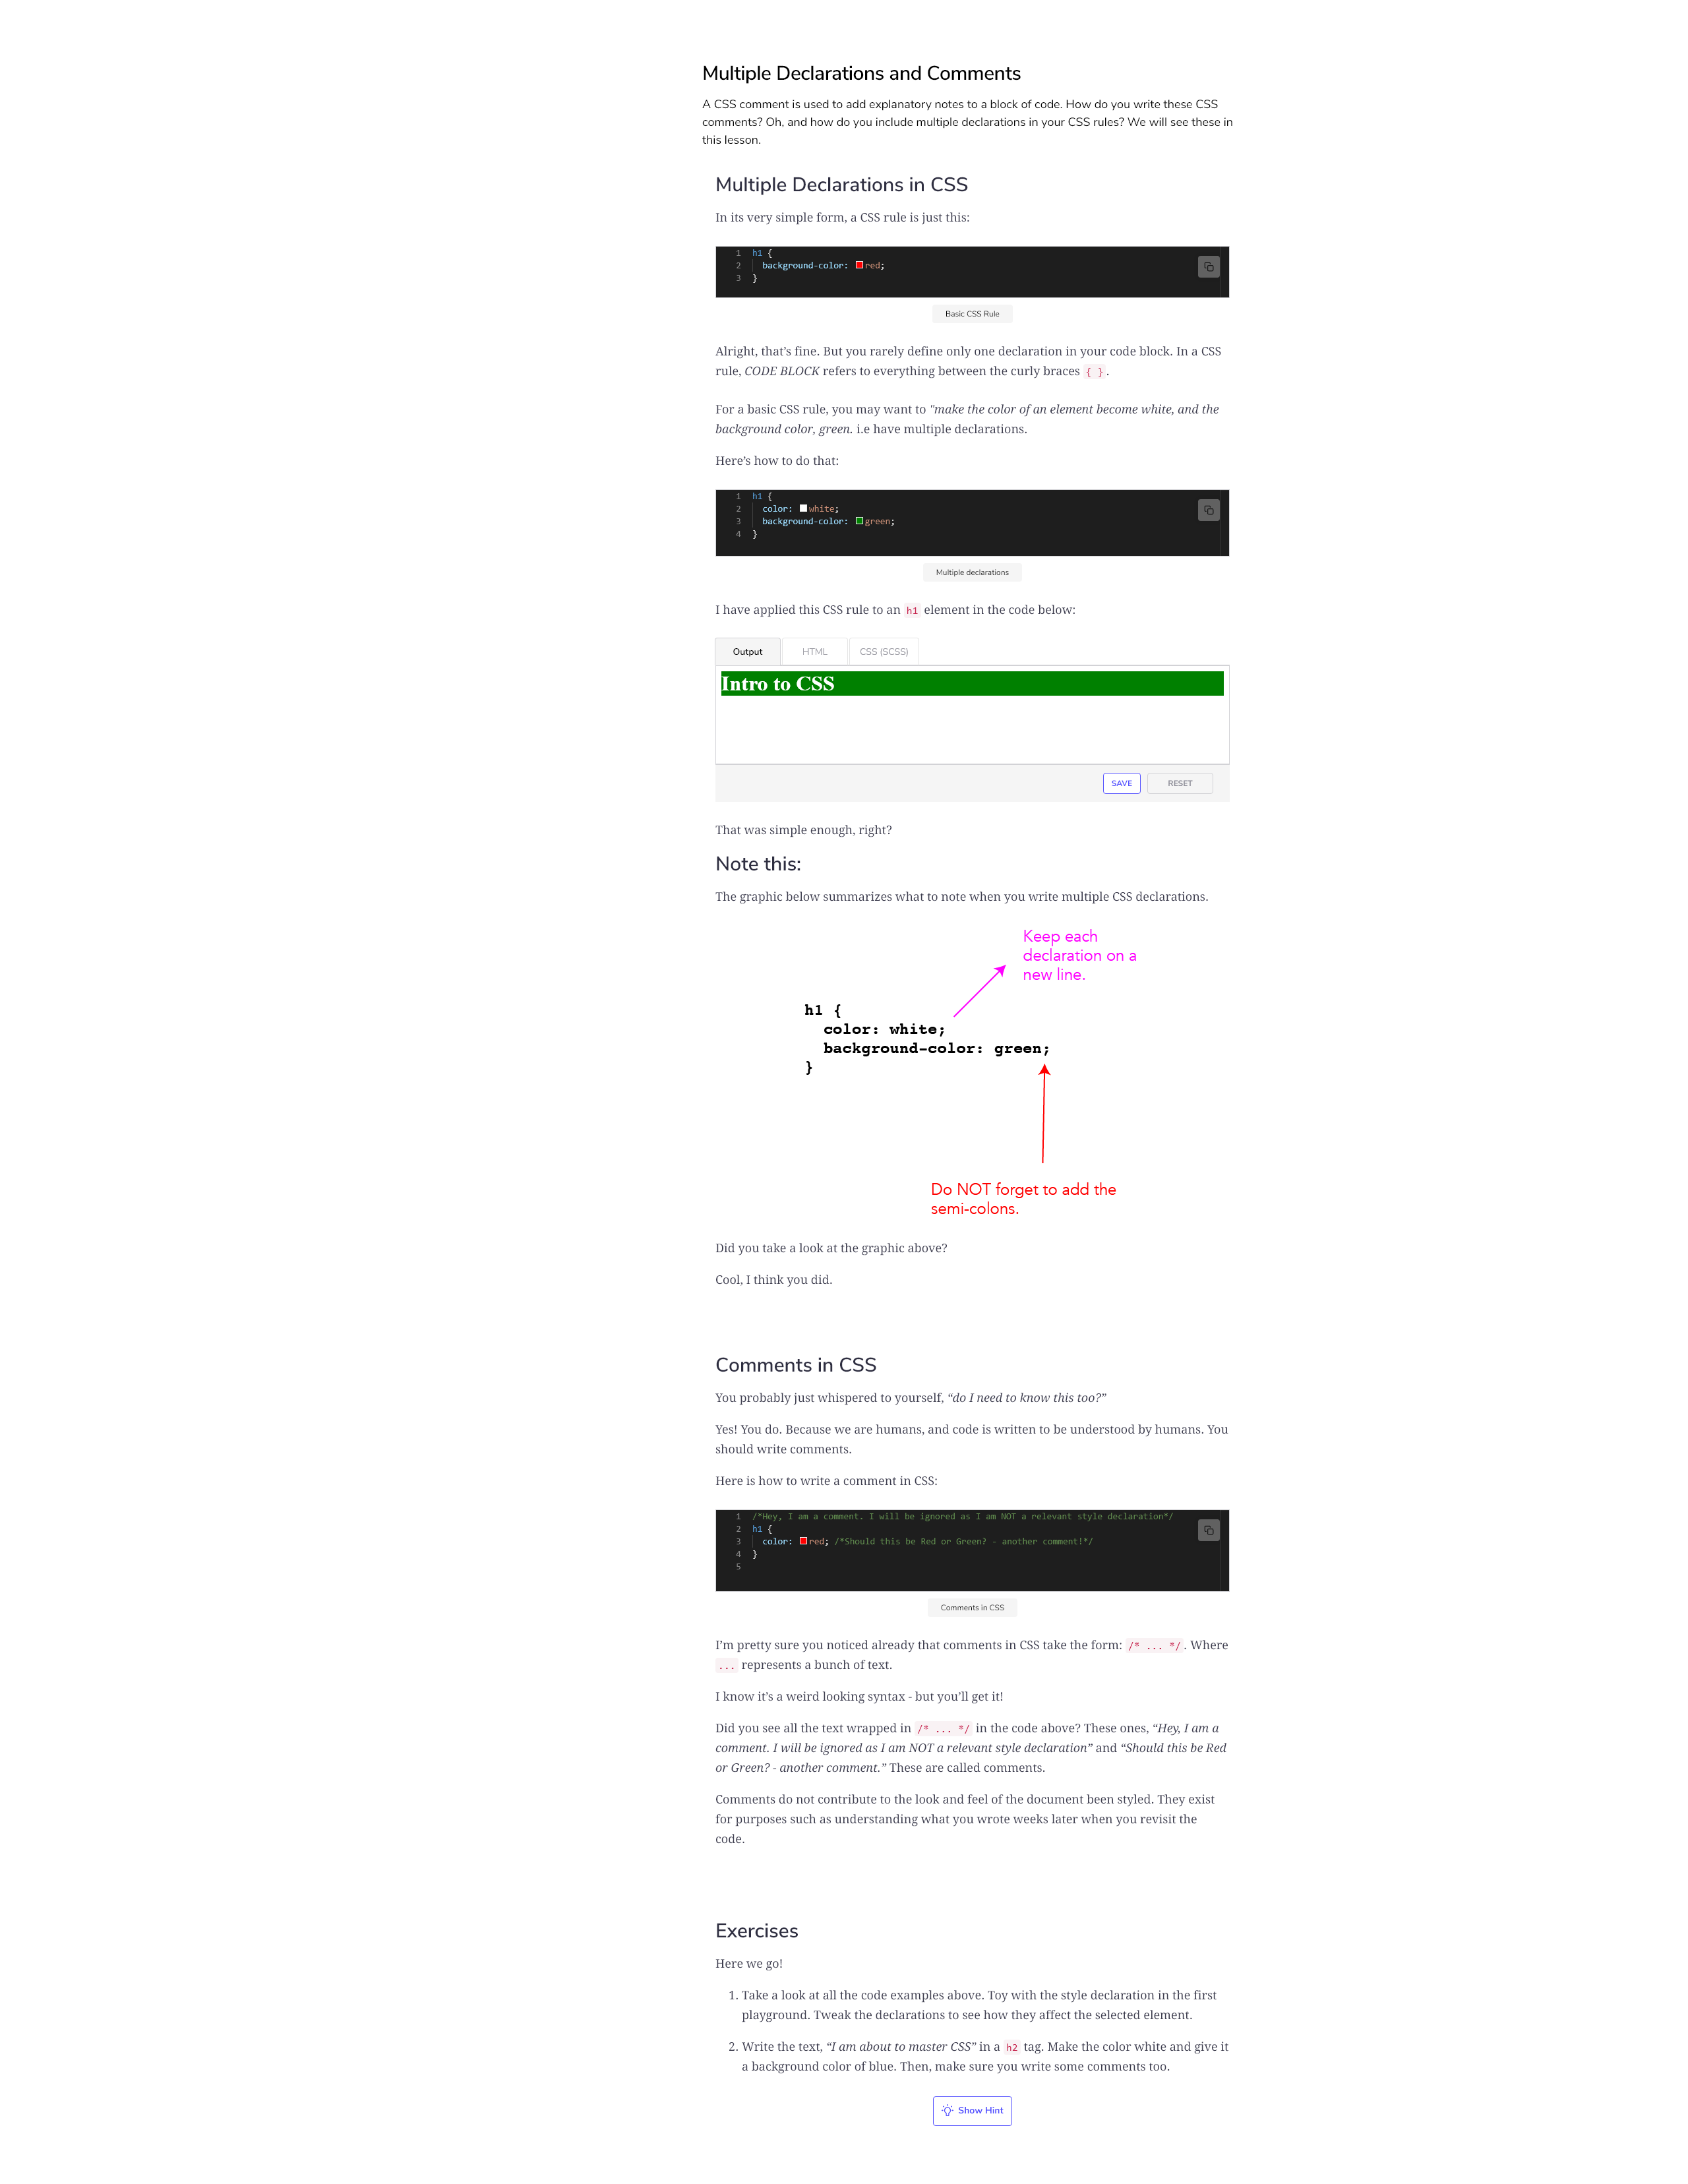 Multiple Declarations and Comments
A CSS comment is used to add explanatory notes to a block of code. How do you write these CSS
comments? Oh, and how do you include multiple declarations in your CSS rules? We will see these in
this lesson.
Multiple Declarations in CSS
In its very simple form, a CSS rule is just this:
1 h1 {
2 background-color: red;
3 }
Basic CSS Rule
Alright, that’s fine. But you rarely define only one declaration in your code block. In a CSS
rule, CODE BLOCK refers to everything between the curly braces { }.
For a basic CSS rule, you may want to "make the color of an element become white, and the
background color, green. i.e have multiple declarations.
Here’s how to do that:
1 h1 {
2 color: white;
3 background-color: green;
4 }
Multiple declarations
I have applied this CSS rule to an h1 element in the code below:
Output HTML CSS (SCSS)
Intro to CSS
SAVE RESET
That was simple enough, right?
Note this:
The graphic below summarizes what to note when you write multiple CSS declarations.
Keep each
declaration on a
new line.
h1 {
color: white;
background-color: green;
}
Do NOT forget to add the
semi-colons.
Did you take a look at the graphic above?
Cool, I think you did.
Comments in CSS
You probably just whispered to yourself, “do I need to know this too?”
Yes! You do. Because we are humans, and code is written to be understood by humans. You
should write comments.
Here is how to write a comment in CSS:
1 /*Hey, I am a comment. I will be ignored as I am NOT a relevant style declaration*/
2 h1 {
3 color: red; /*Should this be Red or Green? - another comment!*/
4 }
5
Comments in CSS
I’m pretty sure you noticed already that comments in CSS take the form: /* ... */. Where
... represents a bunch of text.
I know it’s a weird looking syntax - but you’ll get it!
Did you see all the text wrapped in /* ... */ in the code above? These ones, “Hey, I am a
comment. I will be ignored as I am NOT a relevant style declaration” and “Should this be Red
or Green? - another comment.” These are called comments.
Comments do not contribute to the look and feel of the document been styled. They exist
for purposes such as understanding what you wrote weeks later when you revisit the
code.
Exercises
Here we go!
1. Take a look at all the code examples above. Toy with the style declaration in the first
playground. Tweak the declarations to see how they affect the selected element.
2. Write the text, “I am about to master CSS” in a h2 tag. Make the color white and give it
a background color of blue. Then, make sure you write some comments too.
Show Hint